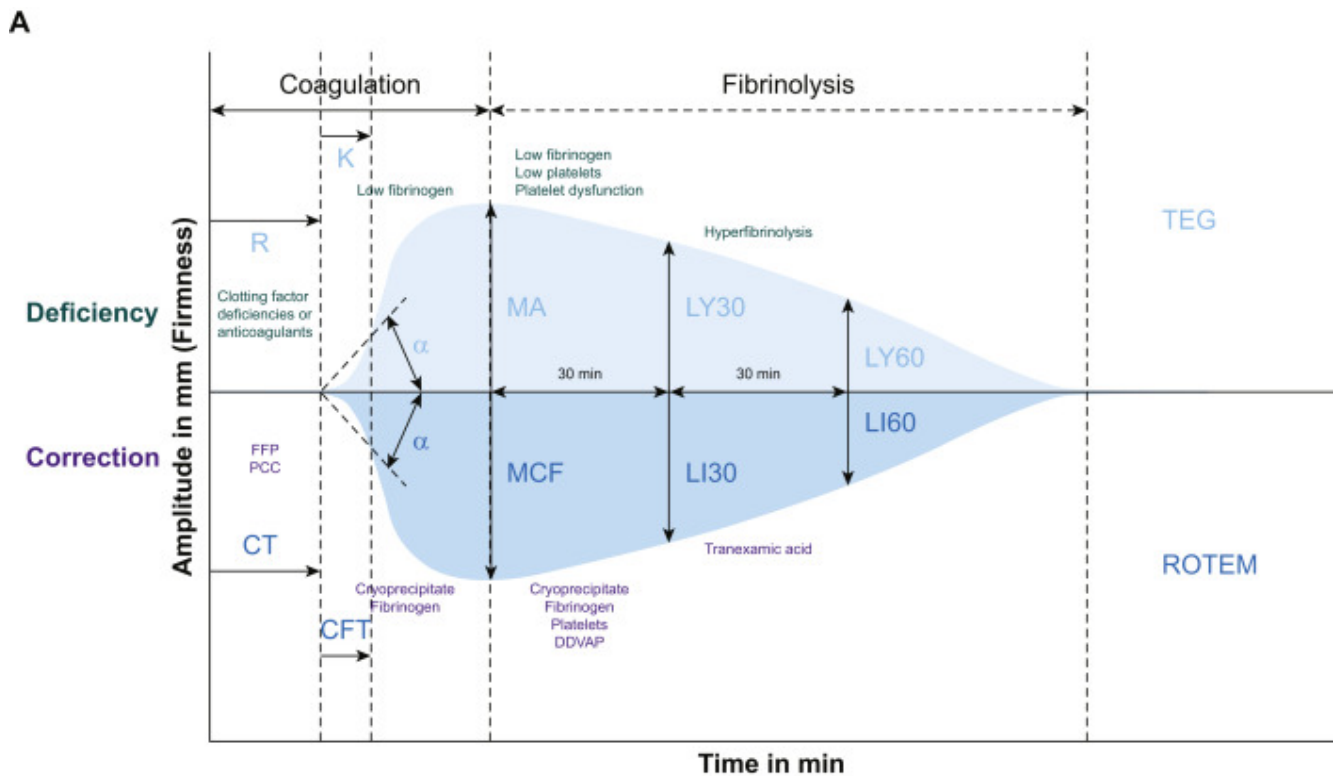 A
Coagulation
Fibrinolysis
K
Low fibrinogen
Low fibrinogen
Low platelets
Platelet dysfunction
TEG
R
Hyperfibrinolysis
Clotting factor
deficiencies or
anticoagulants
Deficiency
Amplitude in mm (Firmness)
α
MA
LY30
LY60
30 min
30 min
Correction
FFP
PCC
α
MCF
LI30
LI60
CT
Tranexamic acid
ROTEM
Cryoprecipitate
Fibrinogen
Cryoprecipitate
Fibrinogen
Platelets
DDVAP
CFT
Time in min